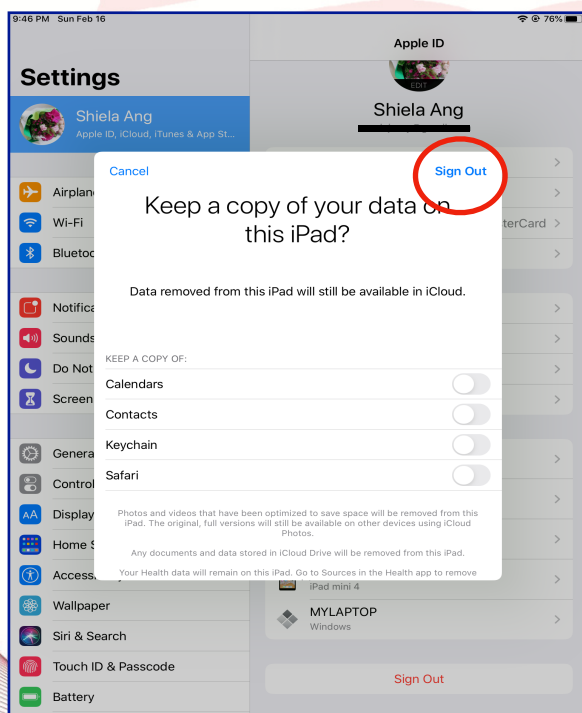 9:46 PM Sun Feb 16
76%
Apple ID
Settings
EDIT
Shiela Ang
Shiela Ang
Apple ID, iCloud, iTunes & App St...
Cancel
Sign Out
Keep a copy of your data on
this iPad?
Data removed from this iPad will still be available in iCloud.
KEEP A COPY OF:
Calendars
Contacts
Keychain
Safari
Photos and videos that have been optimized to save space will be removed from this
iPad. The original, full versions will still be available on other devices using iCloud
Photos.
Any documents and data stored in iCloud Drive will be removed from this iPad.
Your Health data will remain on this iPad. Go to Sources in the Health app to remove
Airplan
Wi-Fi
terCard
Bluetoo
Notifica
Sounds
Do Not
Screen
Genera
Control
AA
Display
Home S
Access
iPad mini 4
Wallpaper
MYLAPTOP
Windows
Siri & Search
Touch ID & Passcode
Sign Out
Battery